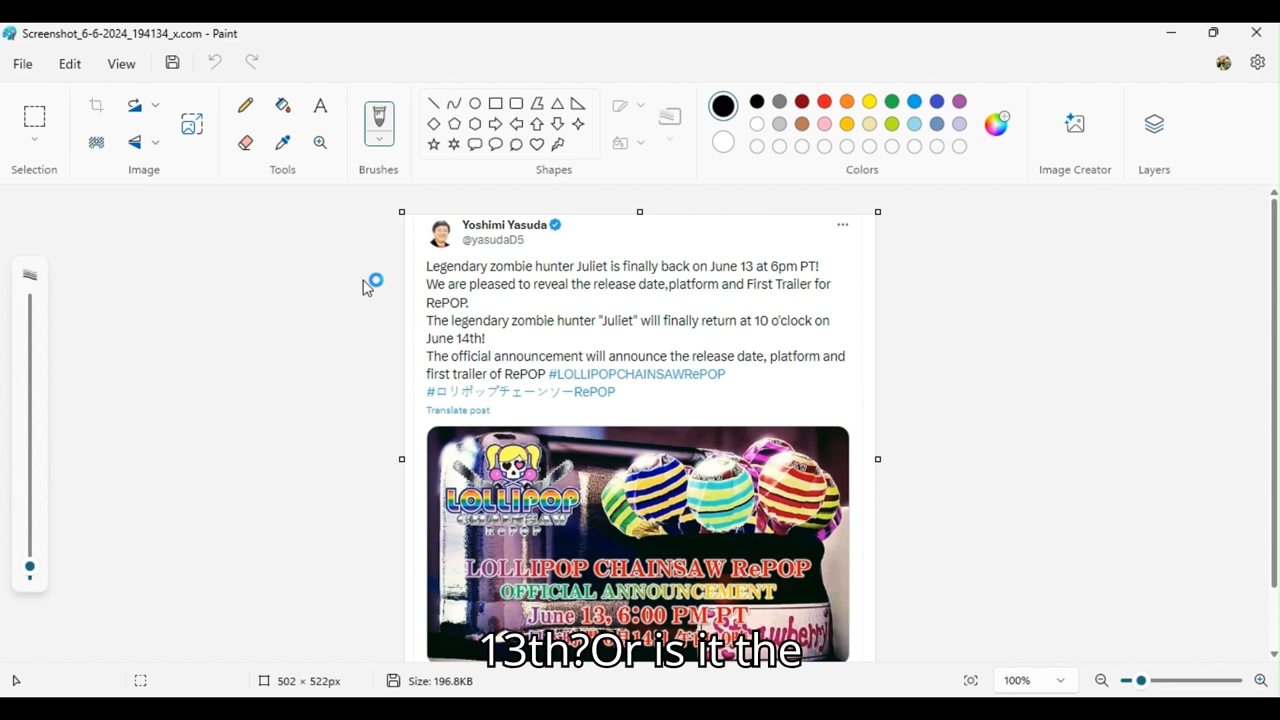 Screenshot_6-6-2024_194134_x.com - Paint
File Edit View
Selection Image Tools Brushes Shapes Colors Image Creator Layers
Yoshimi Yasuda
@yasudaD5
Legendary zombie hunter Juliet is finally back on June 13 at 6pm PT!
We are pleased to reveal the release date,platform and First Trailer for
RePOP.
The legendary zombie hunter "Juliet" will finally return at 10 o'clock on
June 14th!
The official announcement will announce the release date, platform and
first trailer of RePOP #LOLLIPOPCHAINSAWRePOP
#ロリポップチェーンソーRePOP
Translate post
LOLLIPOP
CHAINSAW
RePOP
LOLLIPOP CHAINSAW RePOP
OFFICIAL ANNOUNCEMENT
June 13, 6:00 PM PT
Strawberry
13th?Or is it the
502 × 522px Size: 196.8KB 100%